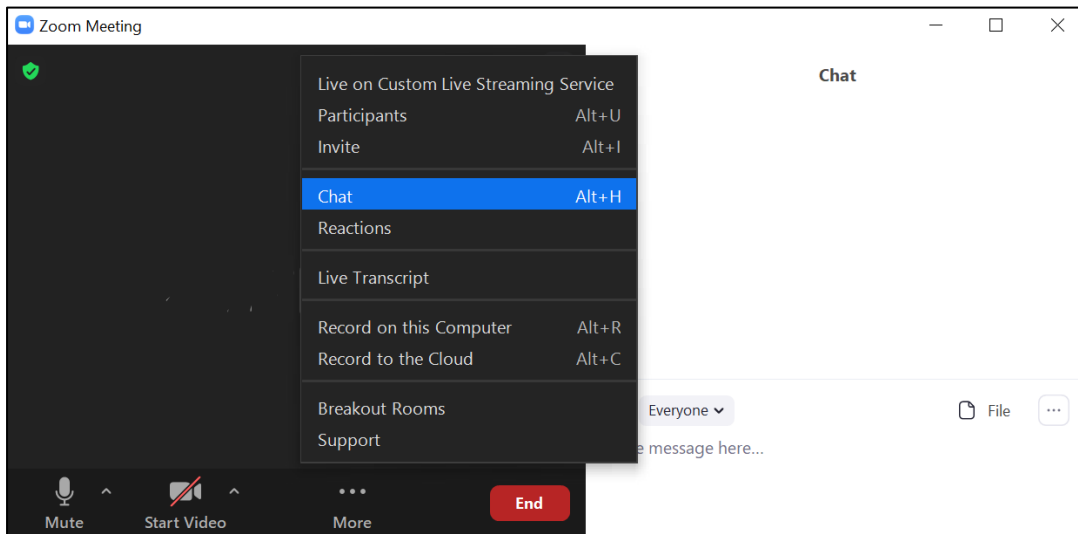 Zoom Meeting
Chat
Live on Custom Live Streaming Service
Participants Alt+U
Invite Alt+I
Chat Alt+H
Reactions
Live Transcript
Record on this Computer Alt+R
Record to the Cloud Alt+C
Breakout Rooms
Support
Everyone File
message here...
Mute Start Video More End